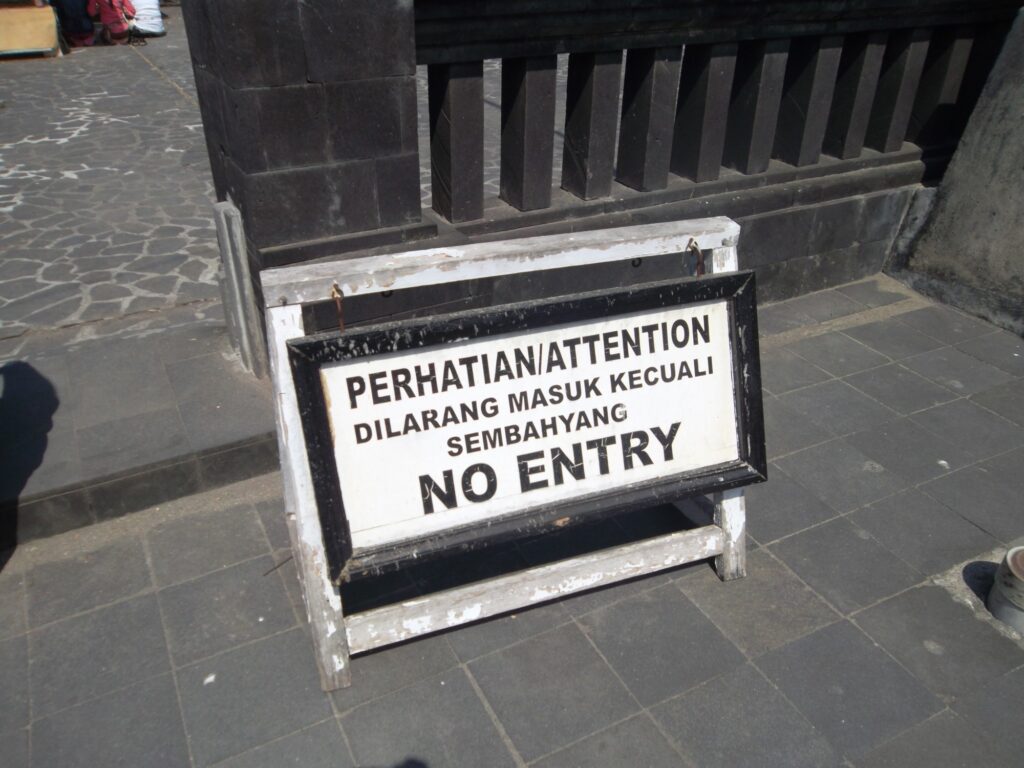 PERHATIAN/ATTENTION
DILARANG MASUK KECUALI
SEMBAHYANG
NO ENTRY